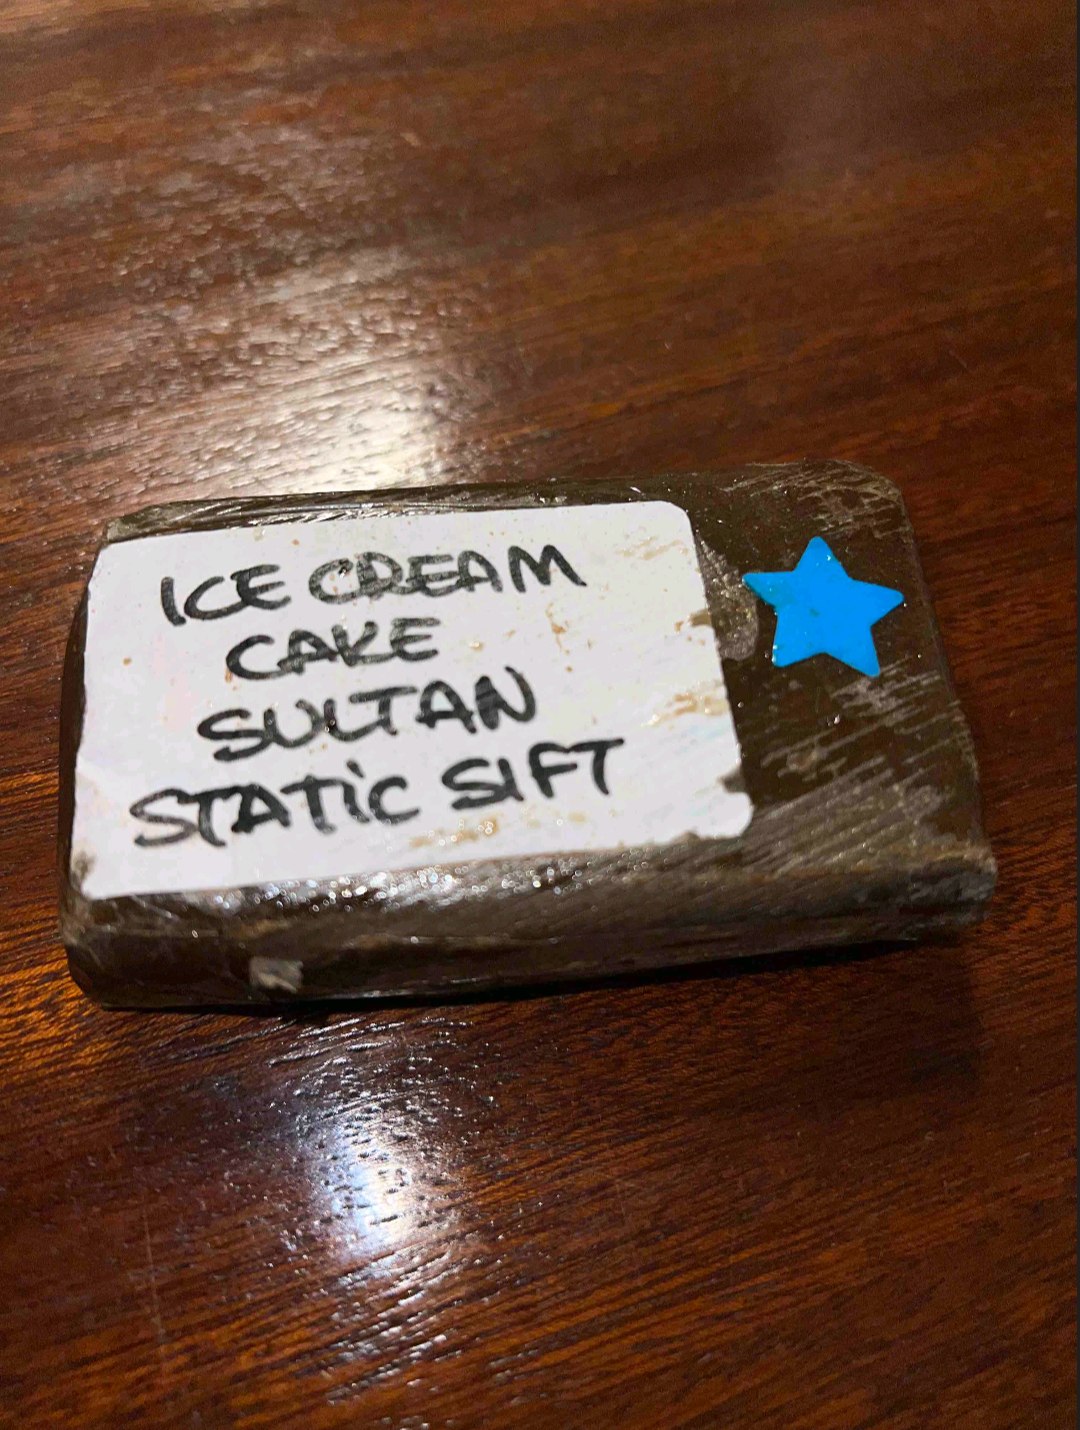 ICE CREAM
CAKE
SULTAN
STATiC SIFT